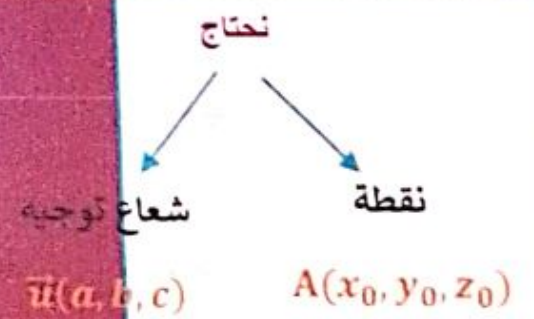 نحتاج
نقطة
شعاع توجيه
A(x₀, y₀, z₀)
u⃗(a, b, c)